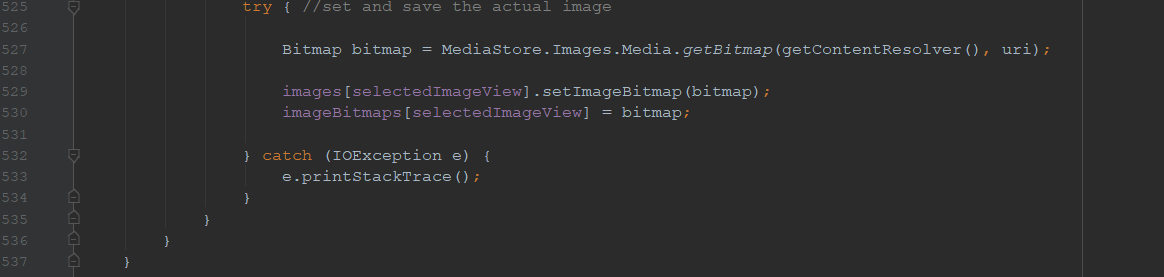 525 try { //set and save the actual image
526
527 Bitmap bitmap = MediaStore.Images.Media.getBitmap(getContentResolver(), uri);
528
529 images[selectedImageView].setImageBitmap(bitmap);
530 imageBitmaps[selectedImageView] = bitmap;
531
532 } catch (IOException e) {
533 e.printStackTrace();
534 }
535 }
536 }
537 }